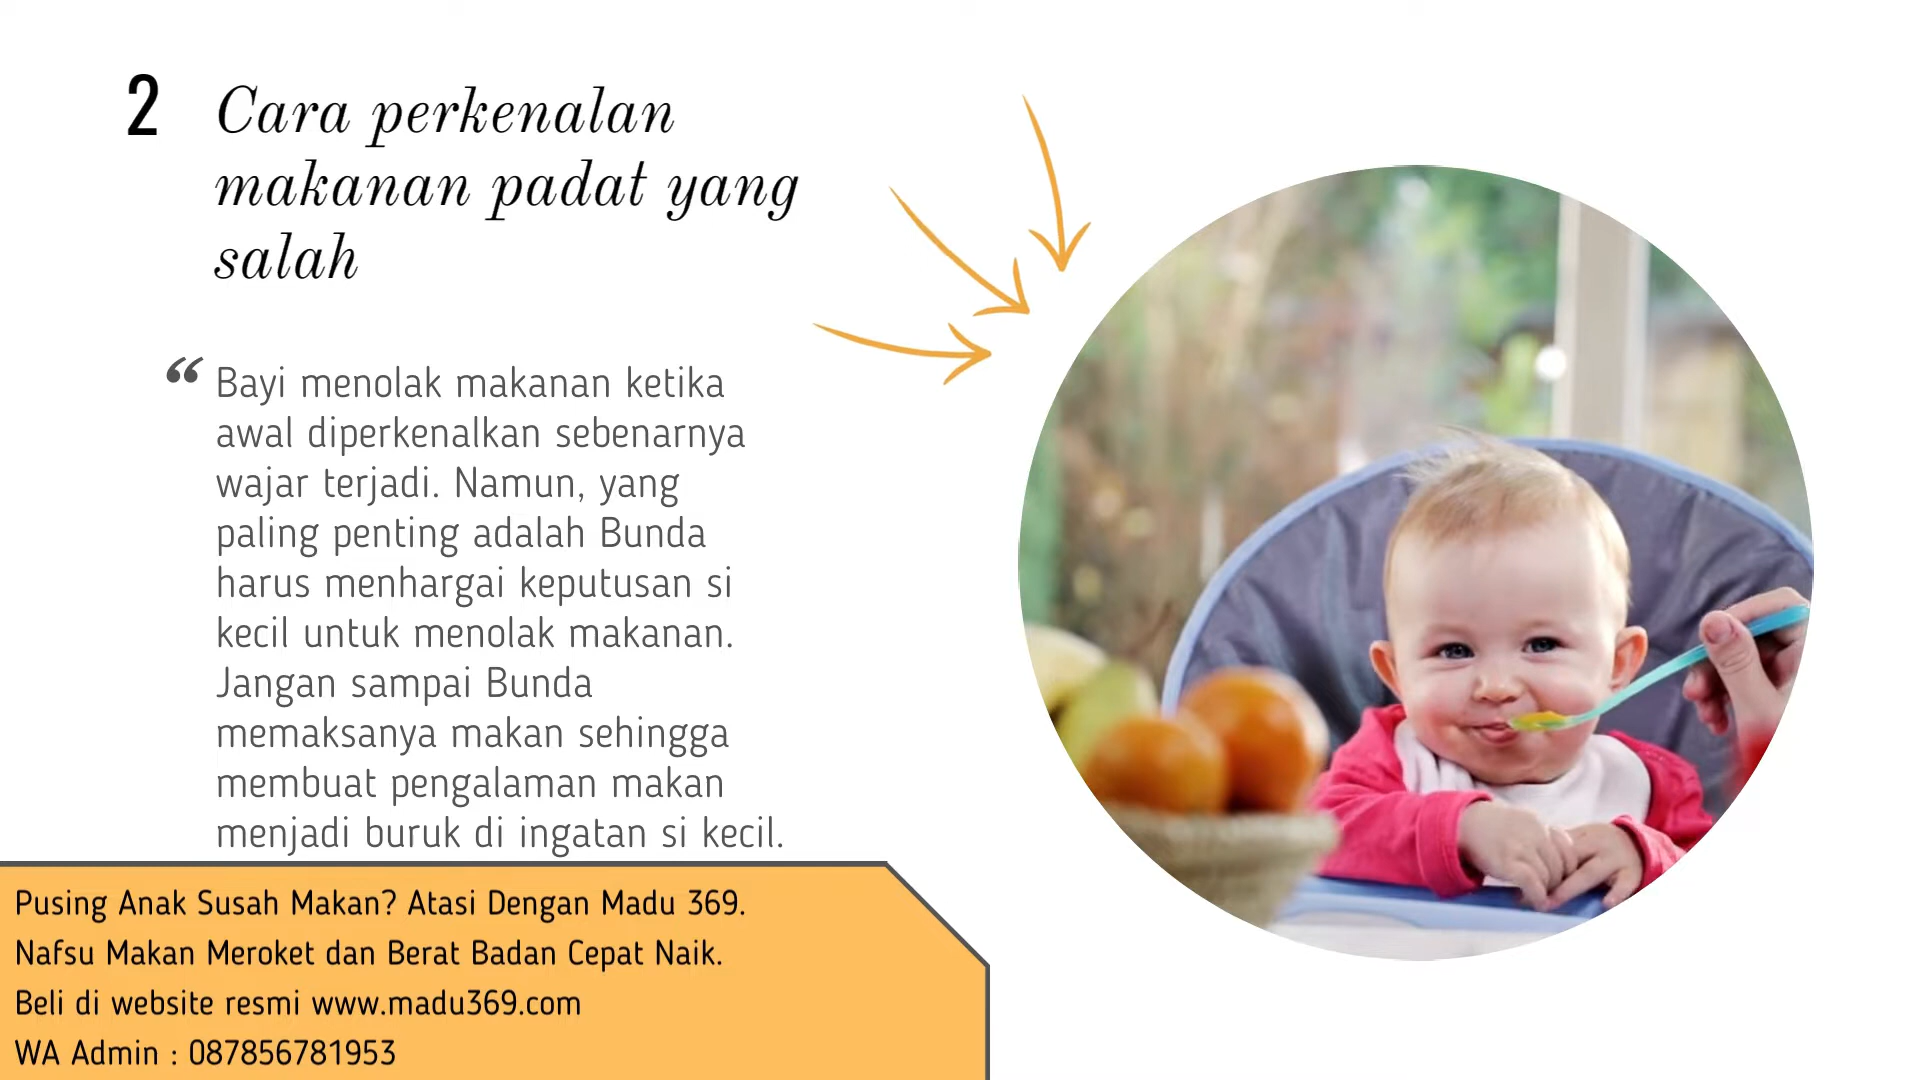 2
Cara perkenalan
makanan padat yang
salah
“ Bayi menolak makanan ketika
awal diperkenalkan sebenarnya
wajar terjadi. Namun, yang
paling penting adalah Bunda
harus menhargai keputusan si
kecil untuk menolak makanan.
Jangan sampai Bunda
memaksanya makan sehingga
membuat pengalaman makan
menjadi buruk di ingatan si kecil.
Pusing Anak Susah Makan? Atasi Dengan Madu 369.
Nafsu Makan Meroket dan Berat Badan Cepat Naik.
Beli di website resmi www.madu369.com
WA Admin : 087856781953